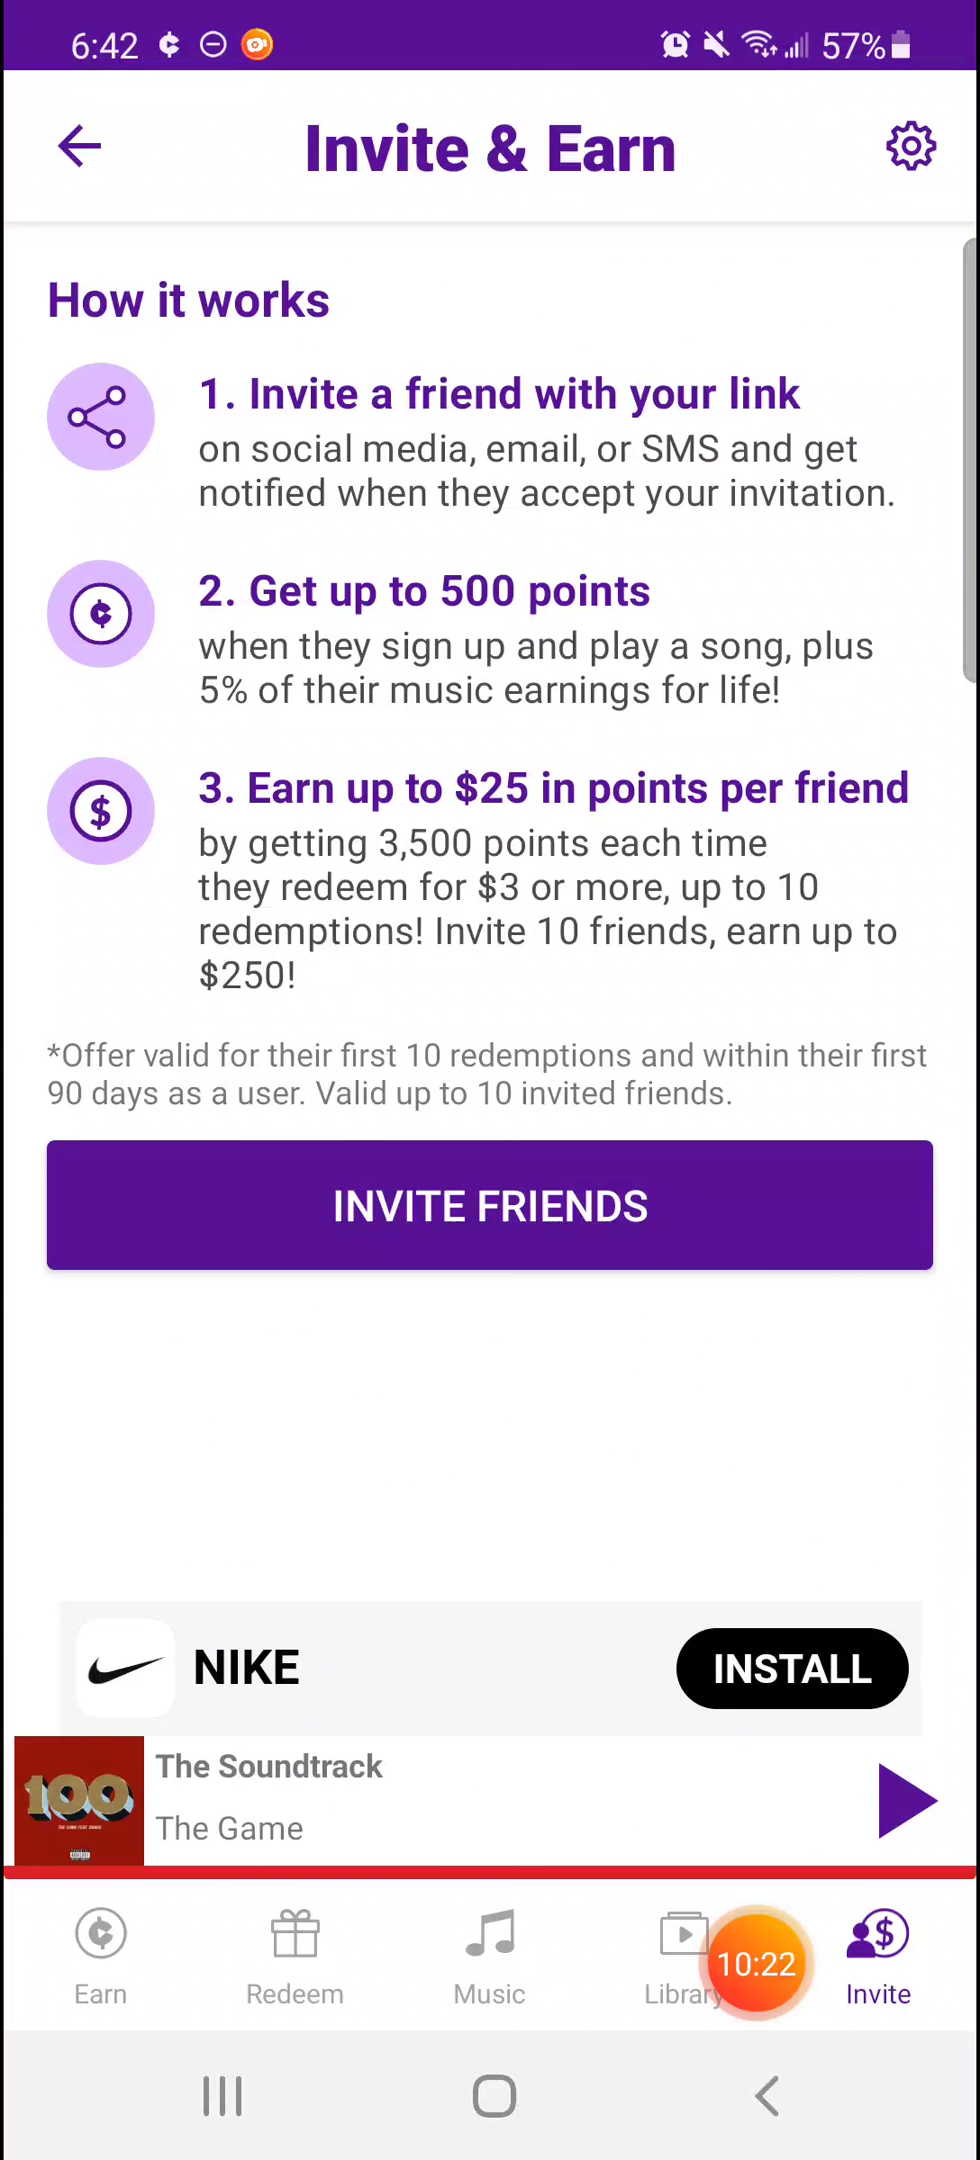 6:42
57%
Invite & Earn
How it works
1. Invite a friend with your link
on social media, email, or SMS and get
notified when they accept your invitation.
2. Get up to 500 points
when they sign up and play a song, plus
5% of their music earnings for life!
3. Earn up to $25 in points per friend
by getting 3,500 points each time
they redeem for $3 or more, up to 10
redemptions! Invite 10 friends, earn up to
$250!
*Offer valid for their first 10 redemptions and within their first
90 days as a user. Valid up to 10 invited friends.
INVITE FRIENDS
NIKE
INSTALL
100
The Soundtrack
The Game
10:22
Earn
Redeem
Music
Library
Invite